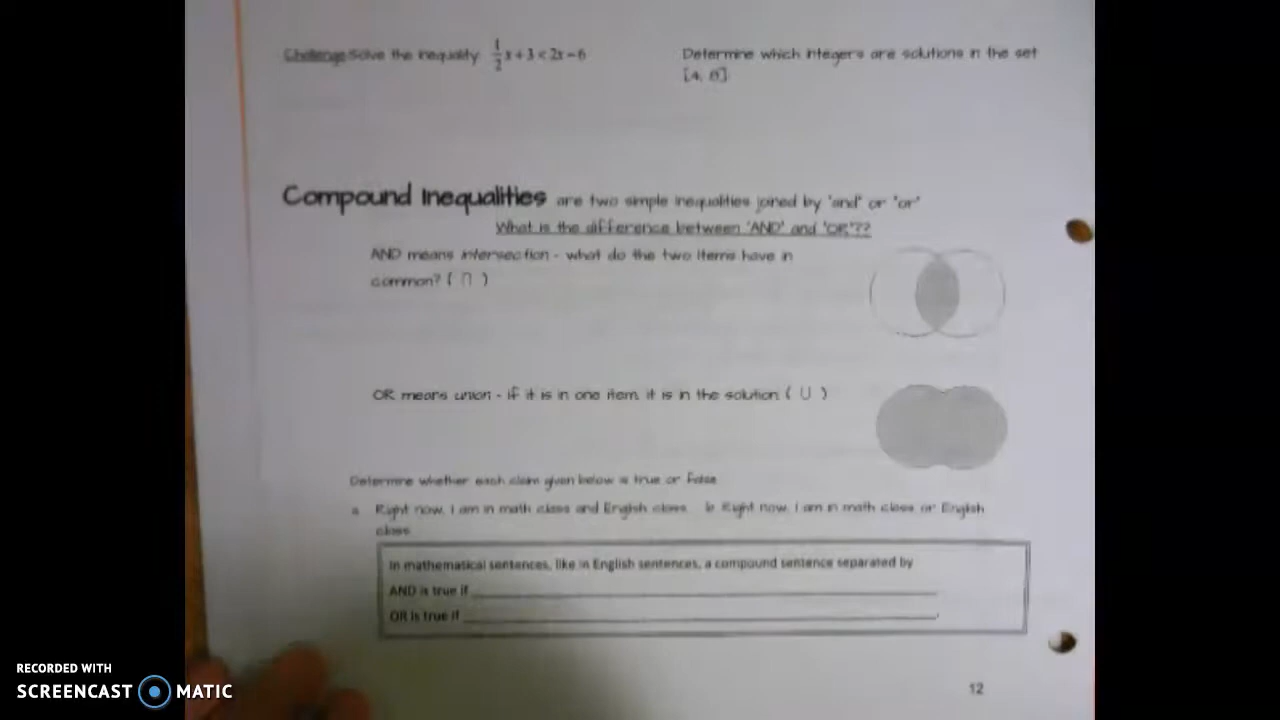 Challenge Solve the inequality 1/2 x + 3 < 2x - 6
Determine which integers are solutions in the set
Compound Inequalities are two simple inequalities joined by "and" or "or"
What is the difference between "AND" and "OR"??
AND means intersection - what do the two items have in
common? ( ∩ )
OR means union - if it is in one item, it is in the solution ( ∪ )
Determine whether each claim given below is true or false
a Right now, I am in math class and English class. b Right now, I am in math class or English
class
In mathematical sentences, like in English sentences, a compound sentence separated by
AND is true if
OR is true if
12
RECORDED WITH
SCREENCAST MATIC